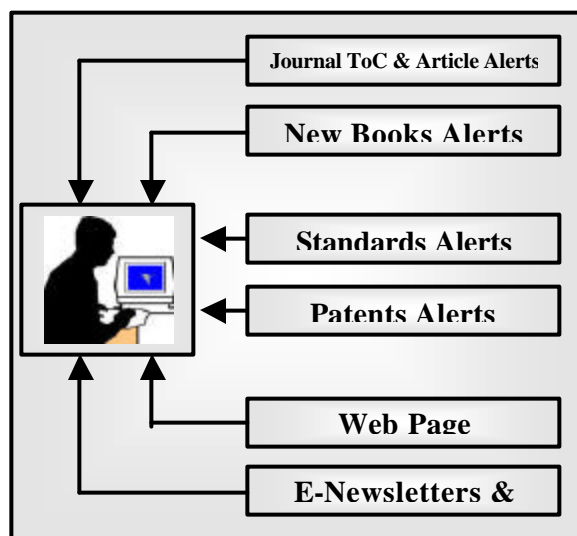 Journal ToC & Article Alerts
New Books Alerts
Standards Alerts
Patents Alerts
Web Page
E-Newsletters &